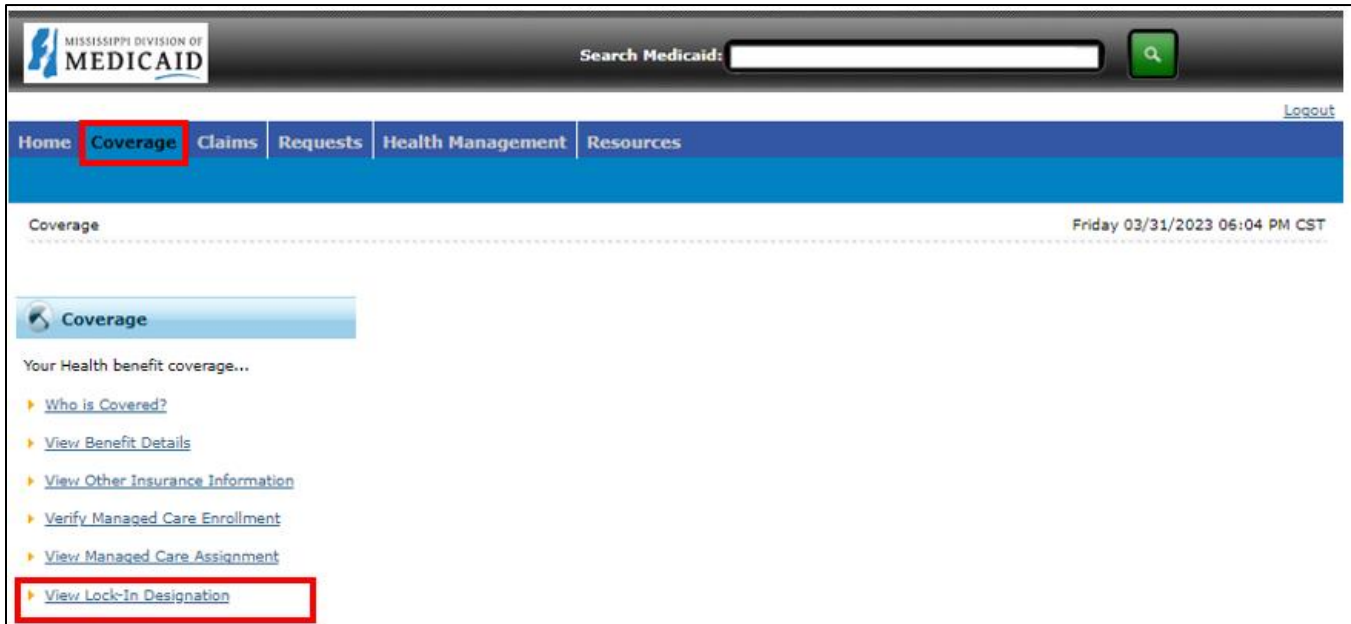 MISSISSIPPI DIVISION OF
MEDICAID
Search Medicaid:
Logout
Home Coverage Claims Requests Health Management Resources
Coverage Friday 03/31/2023 06:04 PM CST
Coverage
Your Health benefit coverage...
Who is Covered?
View Benefit Details
View Other Insurance Information
Verify Managed Care Enrollment
View Managed Care Assignment
View Lock-In Designation